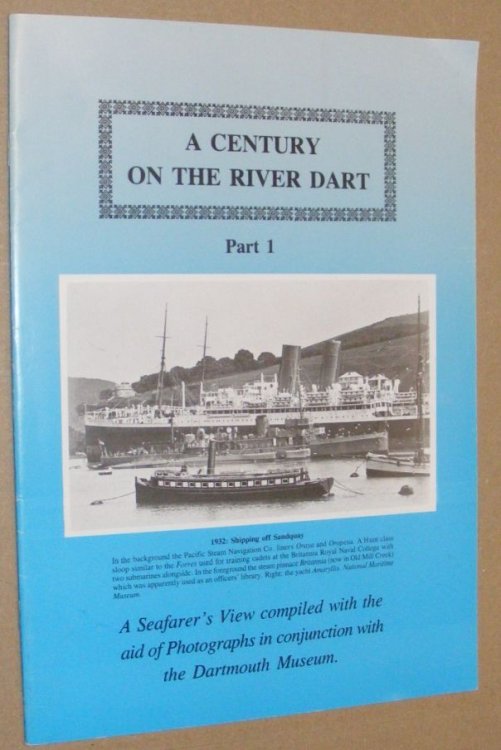 A CENTURY
ON THE RIVER DART
Part 1
1932: Shipping off Sandquay
In the background the Pacific Steam Navigation Co. liners Oroya and Oropesa. A Hunt class
sloop similar to the Forres used for training cadets at the Britannia Royal Naval College with
two submarines alongside. In the foreground the steam pinnace Britannia (now in Old Mill Creek)
which was apparently used as an officers' library. Right, the yacht Amaryllis. National Maritime
Museum.
A Seafarer's View compiled with the
aid of Photographs in conjunction with
the Dartmouth Museum.